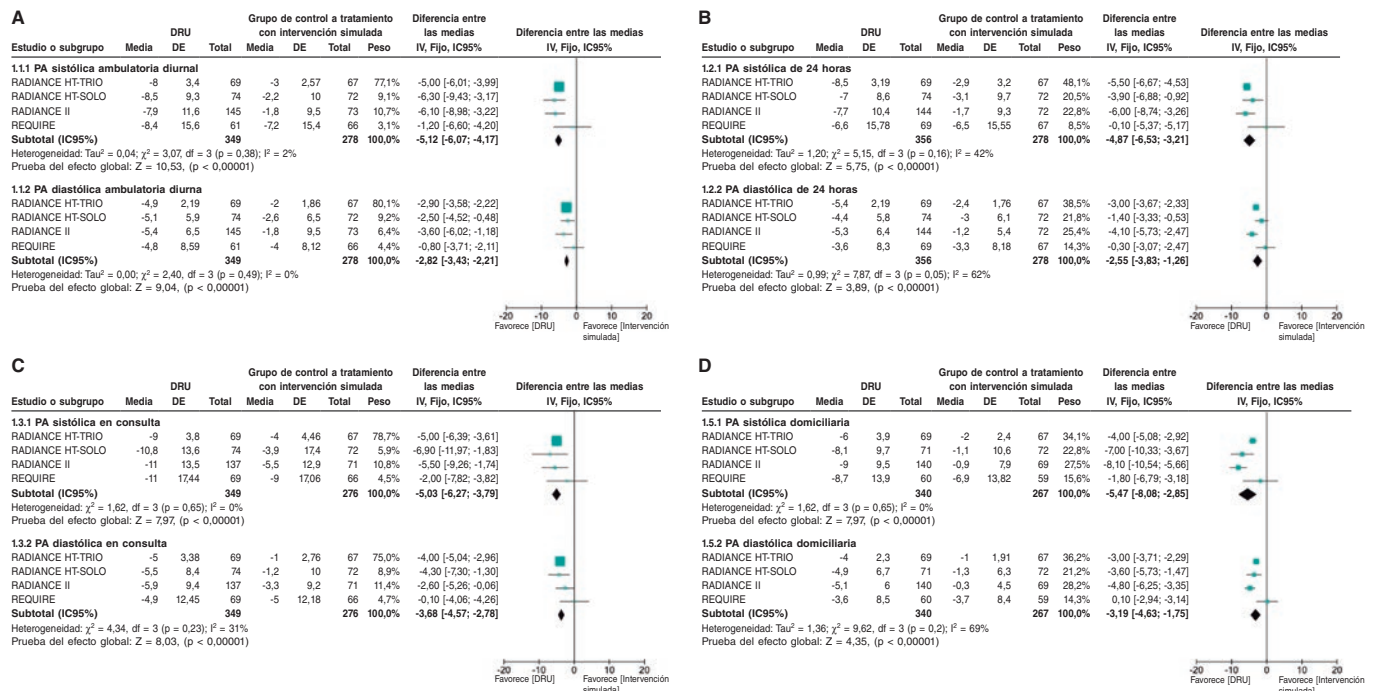 A
DRU
Grupo de control a tratamiento con intervención simulada
Diferencia entre las medias
Diferencia entre las medias
Estudio o subgrupo Media DE Total Media DE Total Peso IV, Fijo, IC95% IV, Fijo, IC95%
1.1.1 PA sistólica ambulatoria diurnal
RADIANCE HT-TRIO -8 3,4 69 -3 2,57 67 77,1% -5,00 [-6,01; -3,99]
RADIANCE HT-SOLO -8,5 9,3 74 -2,2 10 72 9,1% -6,30 [-9,43; -3,17]
RADIANCE II -7,9 11,6 145 -1,8 9,5 73 10,7% -6,10 [-8,98; -3,22]
REQUIRE -8,4 15,6 61 -7,2 15,4 66 3,1% -1,20 [-6,60; -4,20]
Subtotal (IC95%) 349 278 100,0% -5,12 [-6,07; -4,17]
Heterogeneidad: Tau² = 0,04; χ² = 3,07, df = 3 (p = 0,38); I² = 2%
Prueba del efecto global: Z = 10,53, (p < 0,00001)
1.1.2 PA diastólica ambulatoria diurna
RADIANCE HT-TRIO -4,9 2,19 69 -2 1,86 67 80,1% -2,90 [-3,58; -2,22]
RADIANCE HT-SOLO -5,1 5,9 74 -2,6 6,5 72 9,2% -2,50 [-4,52; -0,48]
RADIANCE II -5,4 6,5 145 -1,8 9,5 73 6,4% -3,60 [-6,02; -1,18]
REQUIRE -4,8 8,59 61 -4 8,12 66 4,4% -0,80 [-3,71; -2,11]
Subtotal (IC95%) 349 278 100,0% -2,82 [-3,43; -2,21]
Heterogeneidad: Tau² = 0,00; χ² = 2,40, df = 3 (p = 0,49); I² = 0%
Prueba del efecto global: Z = 9,04, (p < 0,00001)
-20 -10 0 10 20
Favorece [DRU] Favorece [Intervención simulada]
B
DRU
Grupo de control a tratamiento con intervención simulada
Diferencia entre las medias
Diferencia entre las medias
Estudio o subgrupo Media DE Total Media DE Total Peso IV, Fijo, IC95% IV, Fijo, IC95%
1.2.1 PA sistólica de 24 horas
RADIANCE HT-TRIO -8,5 3,19 69 -2,9 3,2 67 48,1% -5,50 [-6,67; -4,53]
RADIANCE HT-SOLO -7 8,6 74 -3,1 9,7 72 20,5% -3,90 [-6,88; -0,92]
RADIANCE II -7,7 10,4 144 -1,7 9,3 72 22,8% -6,00 [-8,74; -3,26]
REQUIRE -6,6 15,78 69 -6,5 15,55 67 8,5% -0,10 [-5,37; -5,17]
Subtotal (IC95%) 356 278 100,0% -4,87 [-6,53; -3,21]
Heterogeneidad: Tau² = 1,20; χ² = 5,15, df = 3 (p = 0,16); I² = 42%
Prueba del efecto global: Z = 5,75, (p < 0,00001)
1.2.2 PA diastólica de 24 horas
RADIANCE HT-TRIO -5,4 2,19 69 -2,4 1,76 67 38,5% -3,00 [-3,67; -2.33]
RADIANCE HT-SOLO -4,4 5,8 74 -3 6,1 72 21,8% -1,40 [-3,33; -0.53]
RADIANCE II -5,3 6,4 144 -1,2 5,4 72 25,4% -4,10 [-5,73; -2,47]
REQUIRE -3,6 8,3 69 -3,3 8,18 67 14,3% -0,30 [-3,07; -2,47]
Subtotal (IC95%) 356 278 100,0% -2,55 [-3,83; -1,26]
Heterogeneidad: Tau² = 0,99; χ² = 7,87, df = 3 (p = 0,05); I² = 62%
Prueba del efecto global: Z = 3,89, (p < 0,00001)
-20 -10 0 10 20
Favorece [DRU] Favorece [Intervención simulada]
C
DRU
Grupo de control a tratamiento con intervención simulada
Diferencia entre las medias
Diferencia entre las medias
Estudio o subgrupo Media DE Total Media DE Total Peso IV, Fijo, IC95% IV, Fijo, IC95%
1.3.1 PA sistólica en consulta
RADIANCE HT-TRIO -9 3,8 69 -4 4,46 67 78,7% -5,00 [-6,39; -3,61]
RADIANCE HT-SOLO -10,8 13,6 74 -3,9 17,4 72 5,9% -6,90 [-11,97; -1,83]
RADIANCE II -11 13,5 137 -5,5 12,9 71 10,8% -5,50 [-9,26; -1,74]
REQUIRE -11 17,44 69 -9 17,06 66 4,5% -2,00 [-7,82; -3,82]
Subtotal (IC95%) 349 276 100,0% -5,03 [-6,27; -3,79]
Heterogeneidad: χ² = 1,62, df = 3 (p = 0,65); I² = 0%
Prueba del efecto global: Z = 7,97, (p < 0,00001)
1.3.2 PA diastólica en consulta
RADIANCE HT-TRIO -5 3,38 69 -1 2,76 67 75,0% -4,00 [-5,04; -2,96]
RADIANCE HT-SOLO -5,5 8,4 74 -1,2 10 72 8,9% -4,30 [-7,30; -1,30]
RADIANCE II -5,9 9,4 137 -3,3 9,2 71 11,4% -2,60 [-5,26; -0,06]
REQUIRE -4,9 12,45 69 -5 12,18 66 4,7% -0,10 [-4,06; -4,26]
Subtotal (IC95%) 349 276 100,0% -3,68 [-4,57; -2,78]
Heterogeneidad: χ² = 4,34, df = 3 (p = 0,23); I² = 31%
Prueba del efecto global: Z = 8,03, (p < 0,00001)
-20 -10 0 10 20
Favorece [DRU] Favorece [Intervención simulada]
D
DRU
Grupo de control a tratamiento con intervención simulada
Diferencia entre las medias
Diferencia entre las medias
Estudio o subgrupo Media DE Total Media DE Total Peso IV, Fijo, IC95% IV, Fijo, IC95%
1.5.1 PA sistólica domiciliaria
RADIANCE HT-TRIO -6 3,9 69 -2 2,4 67 34,1% -4,00 [-5,08; -2,92]
RADIANCE HT-SOLO -8,1 9,7 71 -1,1 10,6 72 22,8% -7,00 [-10,33; -3,67]
RADIANCE II -9 9,5 140 -0,9 7,9 69 27,5% -8,10 [-10,54; -5,66]
REQUIRE -8,7 13,9 60 -6,9 13,82 59 15,6% -1,80 [-6,79; -3,18]
Subtotal (IC95%) 340 267 100,0% -5,47 [-8,08; -2,85]
Heterogeneidad: χ² = 1,62, df = 3 (p = 0,65); I² = 0%
Prueba del efecto global: Z = 7,97, (p < 0,00001)
1.5.2 PA diastólica domiciliaria
RADIANCE HT-TRIO -4 2,3 69 -1 1,91 67 36,2% -3,00 [-3,71; -2.29]
RADIANCE HT-SOLO -4,9 6,7 71 -1,3 6,3 72 21,2% -3,60 [-5,73; -1,47]
RADIANCE II -5,1 6 140 -0,3 4,5 69 28,2% -4,80 [-6,25; -3,35]
REQUIRE -3,6 8,5 60 -3,7 8,4 59 14,3% 0,10 [-2,94; -3,14]
Subtotal (IC95%) 340 267 100,0% -3,19 [-4,63; -1,75]
Heterogeneidad: Tau² = 1,36; χ² = 9,62, df = 3 (p = 0,2); I² = 69%
Prueba del efecto global: Z = 4,35, (p < 0,00001)
-20 -10 0 10 20
Favorece [DRU] Favorece [Intervención simulada]